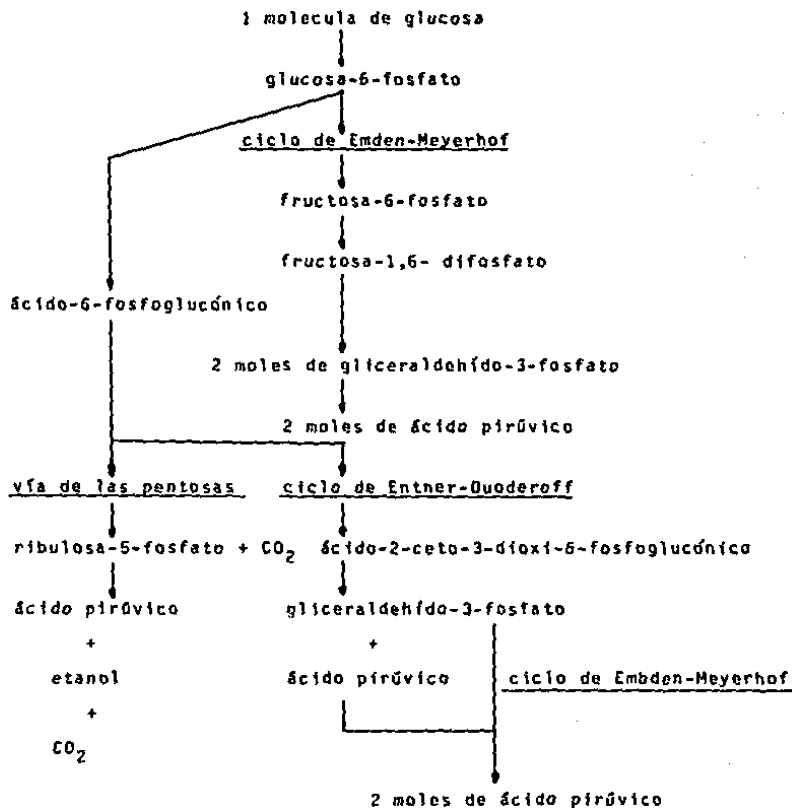 1 molecula de glucosa
glucosa-6-fosfato
ciclo de Emden-Meyerhof
fructosa-6-fosfato
fructosa-1,6- difosfato
ácido-6-fosfoglucónico
2 moles de gliceraldehído-3-fosfato
2 moles de ácido pirúvico
vía de las pentosas ciclo de Entner-Duoderoff
ribulosa-5-fosfato + CO2 ácido-2-ceto-3-dioxi-6-fosfoglucónico
ácido pirúvico gliceraldehído-3-fosfato
+ +
etanol ácido pirúvico ciclo de Embden-Meyerhof
+
CO2
2 moles de ácido pirúvico